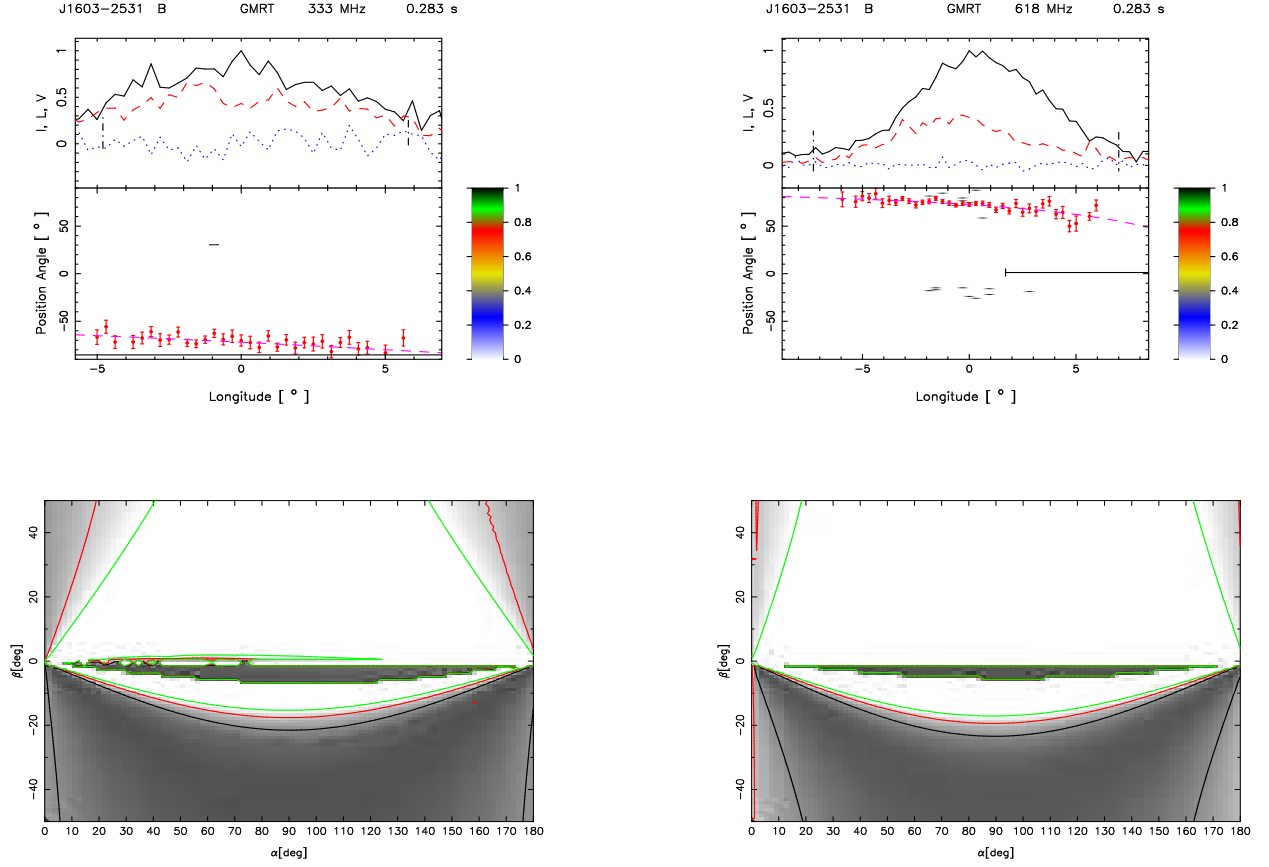 J1603−2531 B GMRT 333 MHz 0.283 s
1
0.5
0
I, L, V
50
0
−50
Position Angle [ ° ]
−5 0 5
Longitude [ ° ]
1
0.8
0.6
0.4
0.2
0
J1603−2531 B GMRT 618 MHz 0.283 s
1
0.5
0
I, L, V
50
0
−50
Position Angle [ ° ]
−5 0 5
Longitude [ ° ]
1
0.8
0.6
0.4
0.2
0
40
20
0
−20
−40
β[deg]
0 10 20 30 40 50 60 70 80 90 100 110 120 130 140 150 160 170 180
α[deg]
40
20
0
−20
−40
β[deg]
0 10 20 30 40 50 60 70 80 90 100 110 120 130 140 150 160 170 180
α[deg]